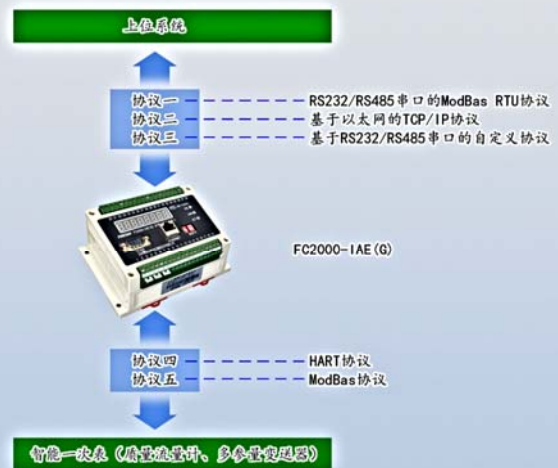 上位系统
协议一 RS232/RS485串口的ModBas RTU协议
协议二 基于以太网的TCP/IP协议
协议三 基于RS232/RS485串口的自定义协议
FC2000-IAE(G)
协议四 HART协议
协议五 ModBas协议
智能一次表(质量流量计、多参量变送器)